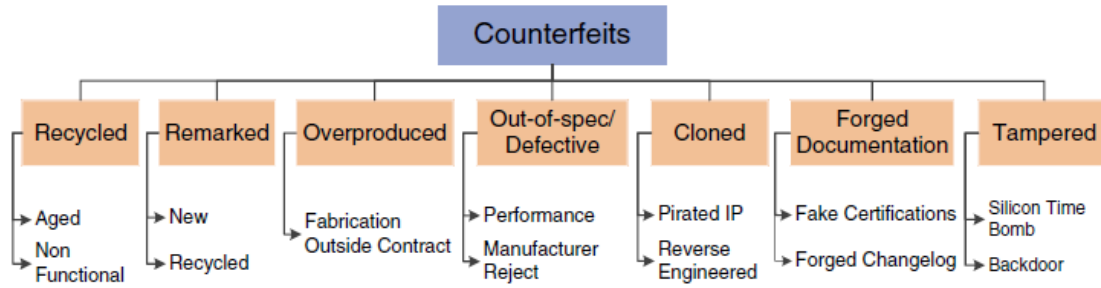 Counterfeits
Recycled
Aged
Non
Functional
Remarked
New
Recycled
Overproduced
Fabrication
Outside Contract
Out-of-spec/
Defective
Performance
Manufacturer
Reject
Cloned
Pirated IP
Reverse
Engineered
Forged
Documentation
Fake Certifications
Forged Changelog
Tampered
Silicon Time
Bomb
Backdoor